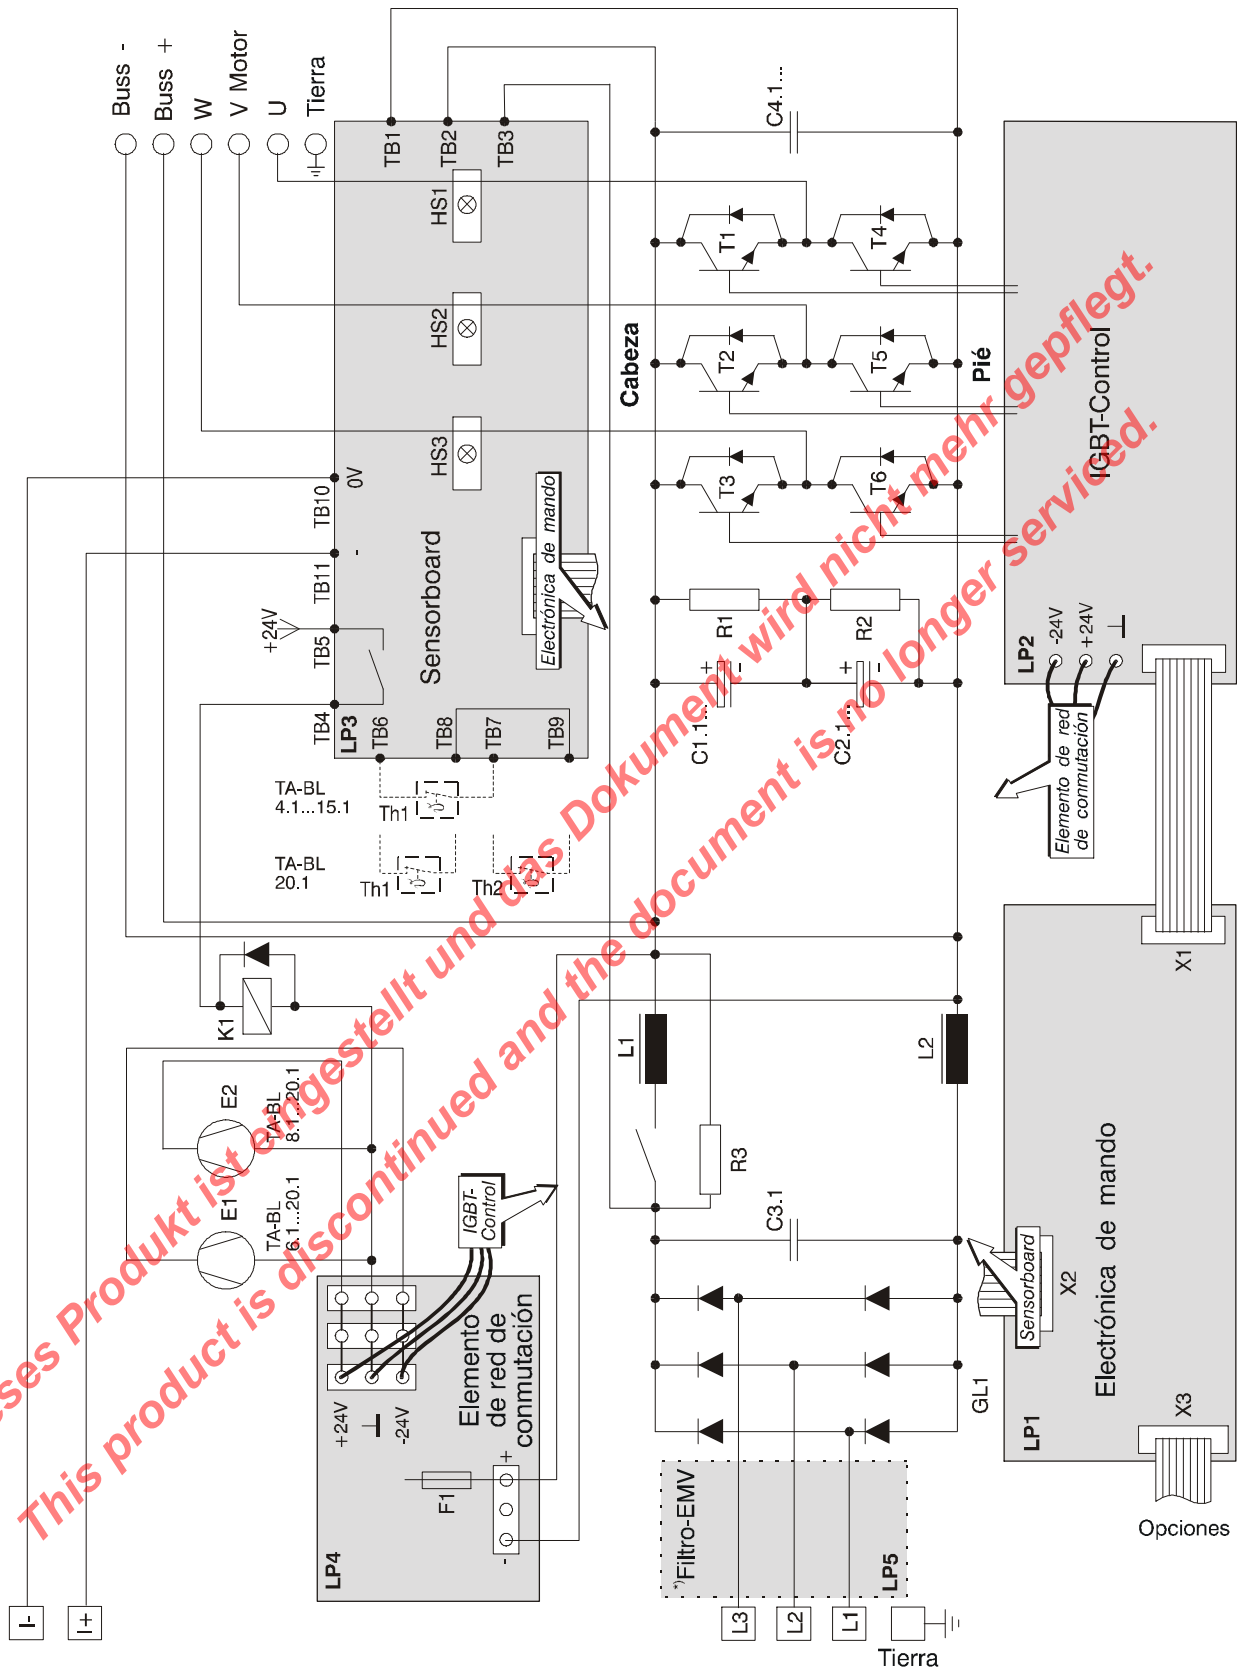 Buss -
Buss +
W
V Motor
U
Tierra
TB1
TB2
TB3
HS1
HS2
HS3
C4.1...
T1
T4
T2
T5
T3
T6
Cabeza
Pié
IGBT-Control
LP2
-24V
+24V
⊥
0V
TB10
-
TB11
+24V
TB5
TB4
LP3
TB6
TB8
TB7
TB9
Sensorboard
Electrónica de mando
R1
R2
C1.1...
+
-
C2.1...
+
-
Elemento de red
de conmutación
TA-BL
4.1...15.1
Th1
TA-BL
20.1
Th1
Th2
K1
E2
TA-BL
8.1...20.1
E1
TA-BL
6.1...20.1
L1
L2
R3
C3.1
IGBT-
Control
Sensorboard
X1
X2
X3
Electrónica de mando
LP1
GL1
Opciones
+24V
⊥
-24V
Elemento
de red de
conmutación
F1
+
-
LP4
*)Filtro-EMV
LP5
L3
L2
L1
Tierra
I-
I+
ses Produkt ist eingestellt und das Dokument wird nicht mehr gepflegt.
This product is discontinued and the document is no longer serviced.